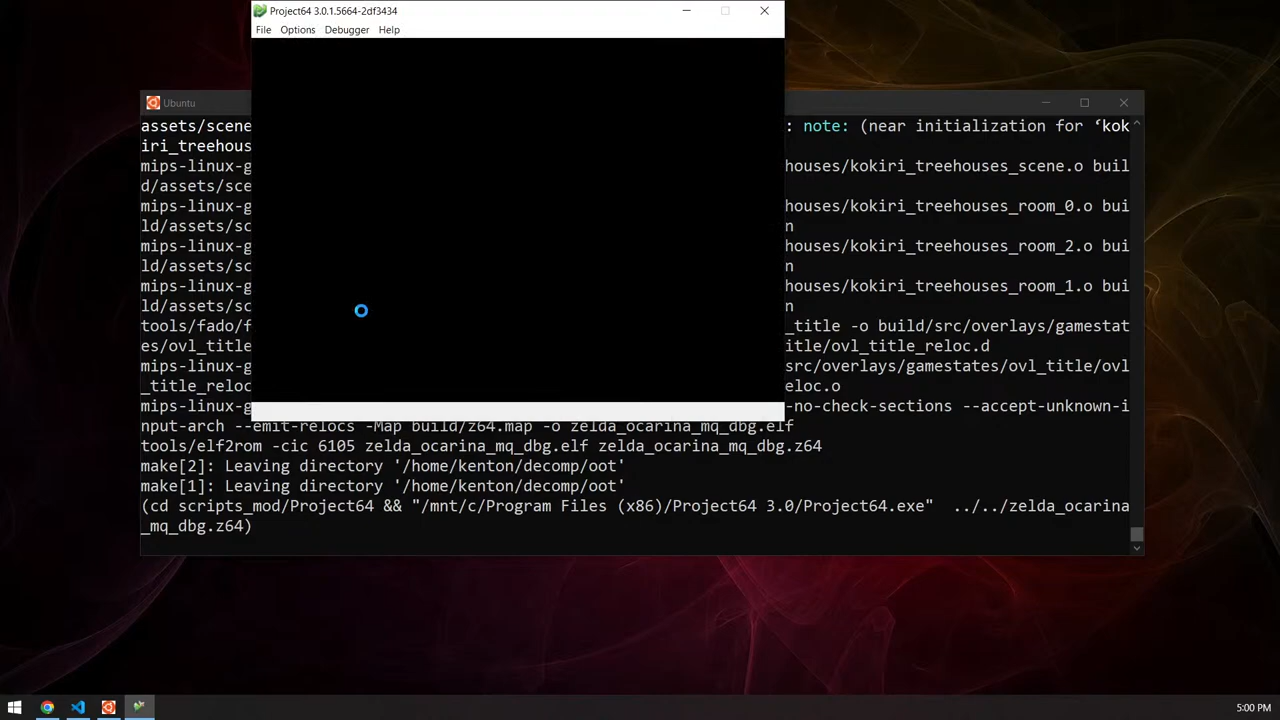 Project64 3.0.1.5664-2df3434
File Options Debugger Help
Ubuntu
assets/scene : note: (near initialization for ‘kok
iri_treehous
mips-linux-g houses/kokiri_treehouses_scene.o buil
d/assets/sce
mips-linux-g houses/kokiri_treehouses_room_0.o bui
ld/assets/sc n
mips-linux-g houses/kokiri_treehouses_room_2.o bui
ld/assets/sc n
mips-linux-g houses/kokiri_treehouses_room_1.o bui
ld/assets/sc n
tools/fado/f _title -o build/src/overlays/gamestat
es/ovl_title itle/ovl_title_reloc.d
mips-linux-g src/overlays/gamestates/ovl_title/ovl
_title_reloc eloc.o
mips-linux-g -no-check-sections --accept-unknown-i
nput-arch --emit-relocs -Map build/z64.map -o zelda_ocarina_mq_dbg.elf
tools/elf2rom -cic 6105 zelda_ocarina_mq_dbg.elf zelda_ocarina_mq_dbg.z64
make[2]: Leaving directory '/home/kenton/decomp/oot'
make[1]: Leaving directory '/home/kenton/decomp/oot'
(cd scripts_mod/Project64 && "/mnt/c/Program Files (x86)/Project64 3.0/Project64.exe" ../../zelda_ocarina
_mq_dbg.z64)
5:00 PM